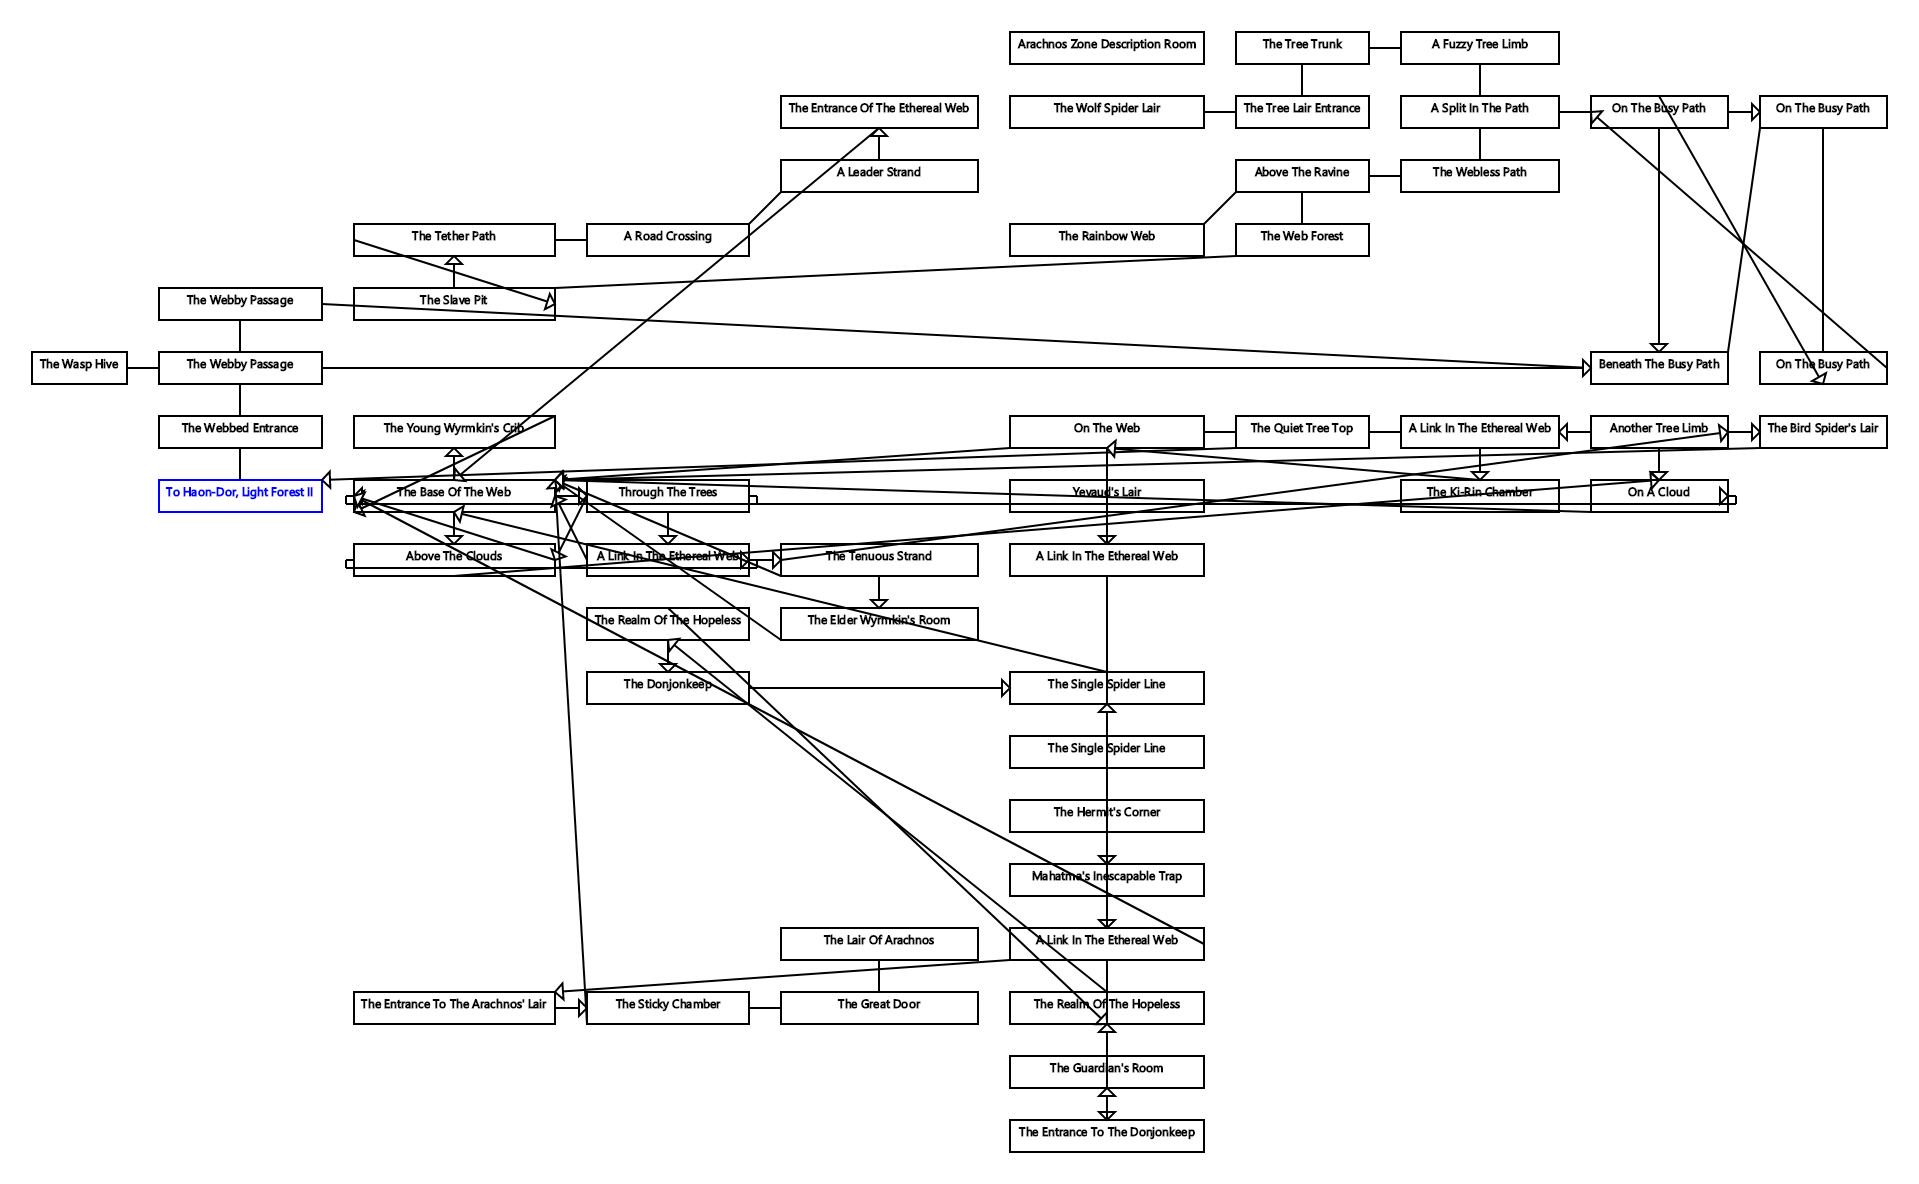 Arachnos Zone Description Room
The Tree Trunk
A Fuzzy Tree Limb
The Entrance Of The Ethereal Web
The Wolf Spider Lair
The Tree Lair Entrance
A Split In The Path
On The Busy Path
On The Busy Path
A Leader Strand
Above The Ravine
The Webless Path
The Tether Path
A Road Crossing
The Rainbow Web
The Web Forest
The Webby Passage
The Slave Pit
The Wasp Hive
The Webby Passage
Beneath The Busy Path
On The Busy Path
The Webbed Entrance
The Young Wyrmkin's Crib
On The Web
The Quiet Tree Top
A Link In The Ethereal Web
Another Tree Limb
The Bird Spider's Lair
To Haon-Dor, Light Forest II
The Base Of The Web
Through The Trees
Yevaud's Lair
The Ki-Rin Chamber
On A Cloud
Above The Clouds
A Link In The Ethereal Web
The Tenuous Strand
A Link In The Ethereal Web
The Realm Of The Hopeless
The Elder Wyrmkin's Room
The Donjonkeep
The Single Spider Line
The Single Spider Line
The Hermit's Corner
Mahatma's Inescapable Trap
The Lair Of Arachnos
A Link In The Ethereal Web
The Entrance To The Arachnos' Lair
The Sticky Chamber
The Great Door
The Realm Of The Hopeless
The Guardian's Room
The Entrance To The Donjonkeep